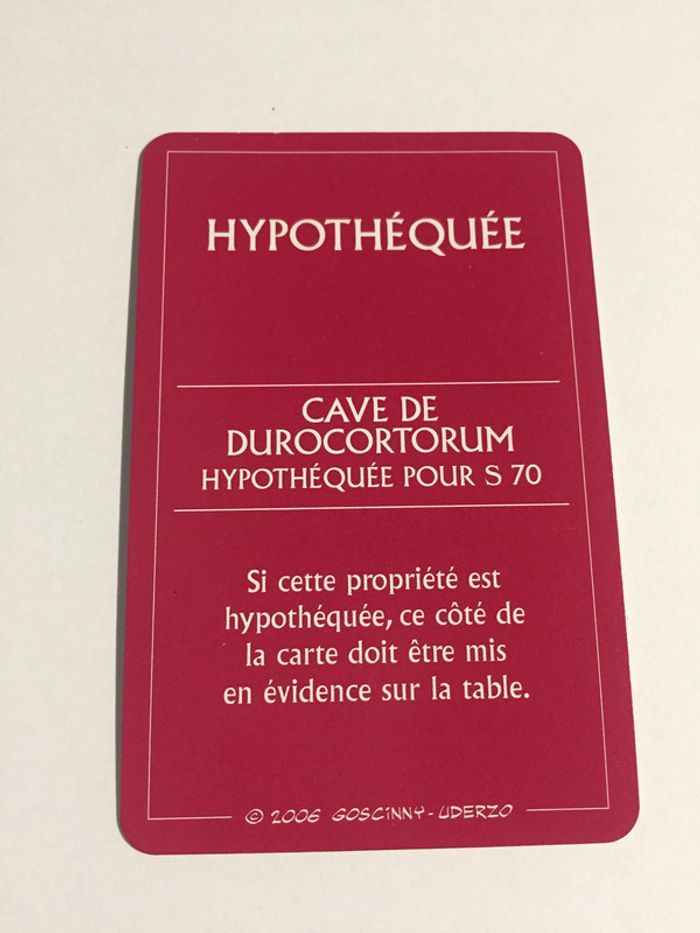 HYPOTHÉQUÉE
CAVE DE
DUROCORTORUM
HYPOTHÉQUÉE POUR S 70
Si cette propriété est
hypothéquée, ce côté de
la carte doit être mis
en évidence sur la table.
© 2006 GOSCINNY - UDERZO